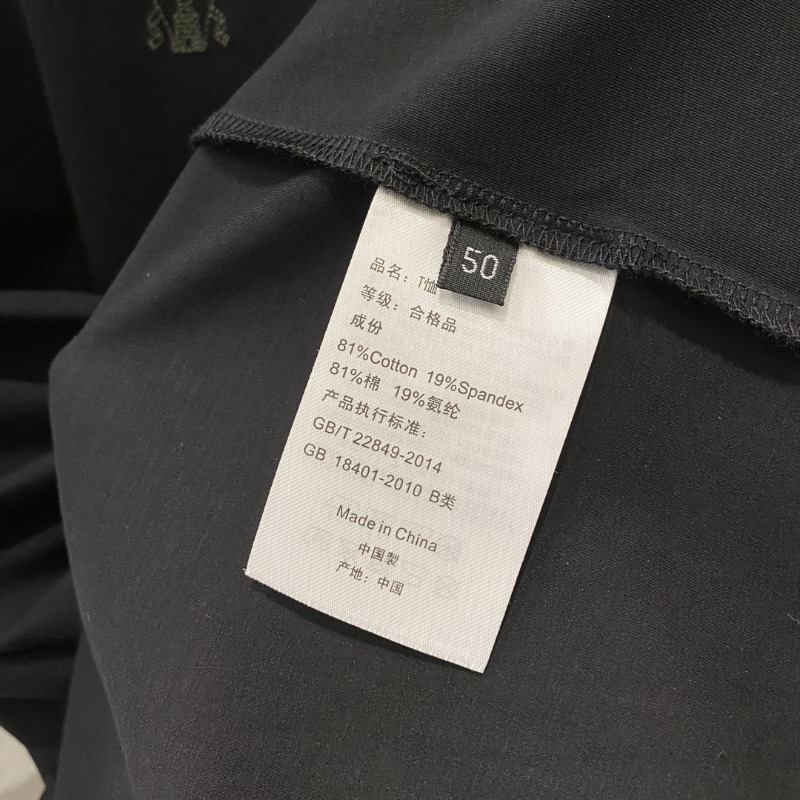 50
品名：T恤
等级：合格品
成份
81%Cotton 19%Spandex
81%棉 19%氨纶
产品执行标准：
GB/T 22849-2014
GB 18401-2010 B类
Made in China
中国製
产地：中国